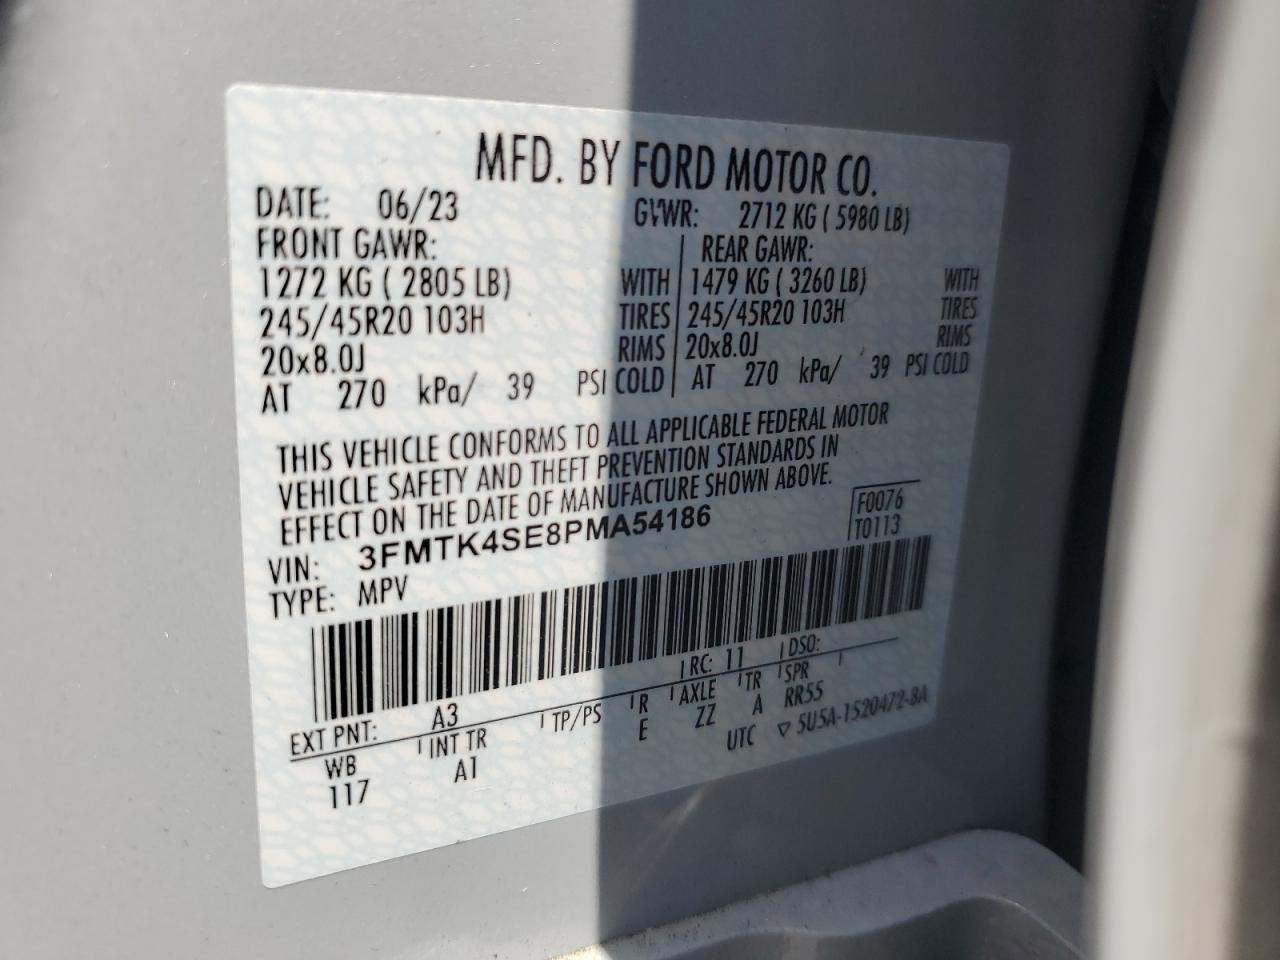 MFD. BY FORD MOTOR CO.
DATE: 06/23 GVWR: 2712 KG ( 5980 LB)
FRONT GAWR: REAR GAWR:
1272 KG ( 2805 LB) WITH 1479 KG ( 3260 LB) WITH
245/45R20 103H TIRES 245/45R20 103H TIRES
20x8.0J RIMS 20x8.0J RIMS
AT 270 kPa/ 39 PSI COLD AT 270 kPa/ 39 PSI COLD
THIS VEHICLE CONFORMS TO ALL APPLICABLE FEDERAL MOTOR
VEHICLE SAFETY AND THEFT PREVENTION STANDARDS IN
EFFECT ON THE DATE OF MANUFACTURE SHOWN ABOVE.
F0076
T0113
VIN: 3FMTK4SE8PMA54186
TYPE: MPV
EXT PNT: A3 RC: 11 DSO:
WB INT TR TP/PS R AXLE TR SPR
117 A1 E ZZ A RR55
UTC ▽ 5U5A-1520472-BA